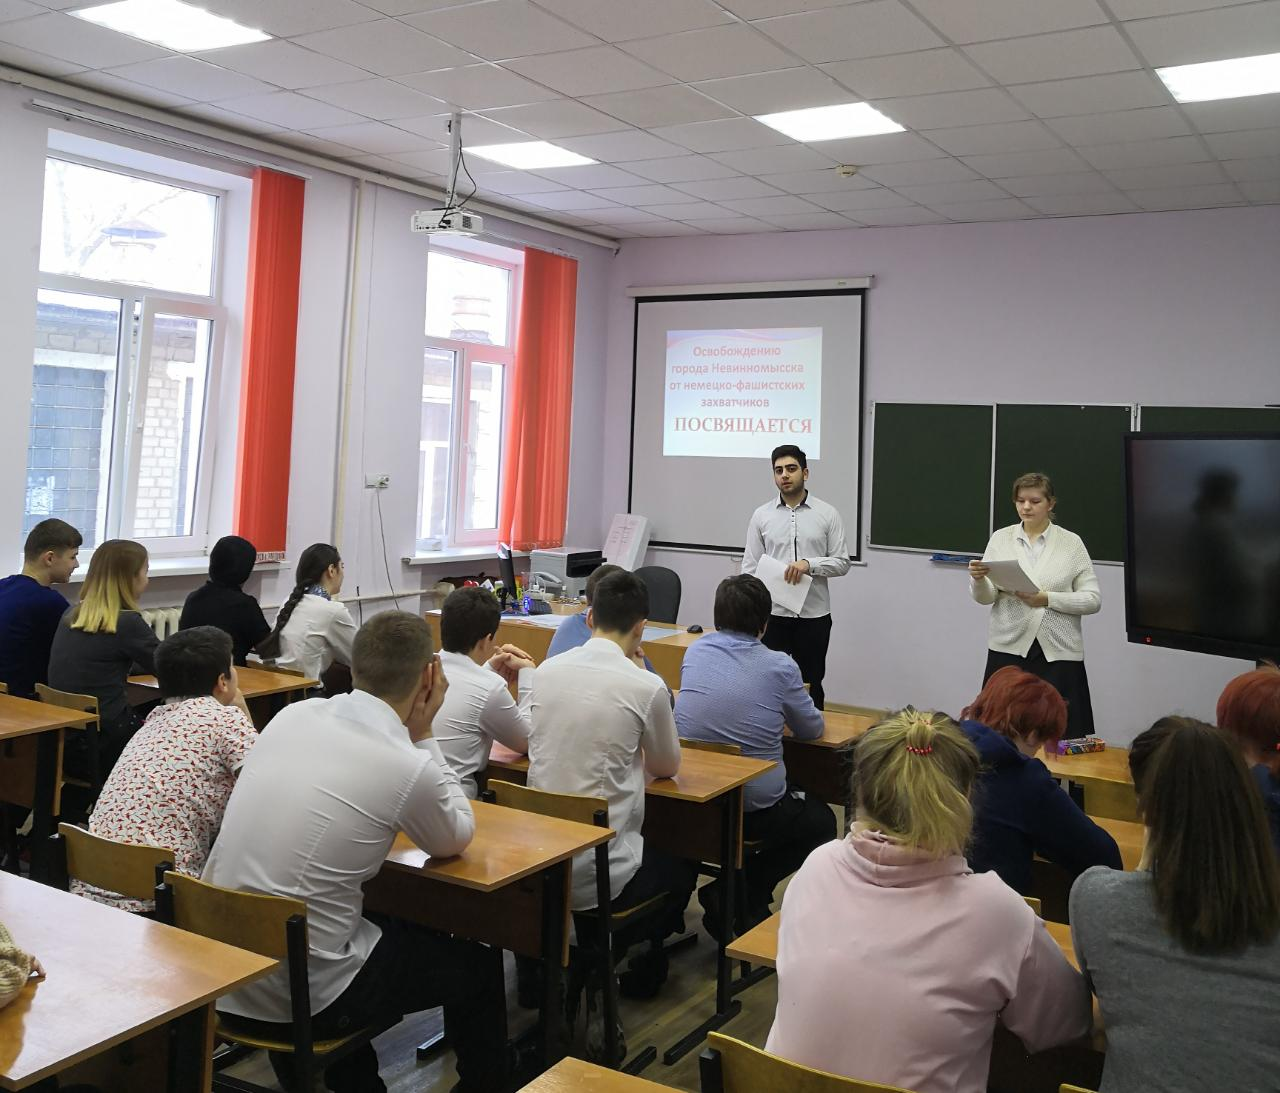 Освобождению
города Невинномысска
от немецко-фашистских
захватчиков
ПОСВЯЩАЕТСЯ